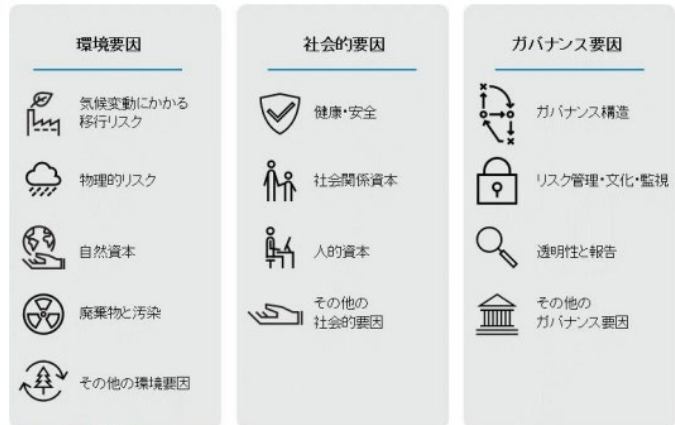 環境要因
気候変動にかかる
移行リスク
物理的リスク
自然資本
廃棄物と汚染
その他の環境要因
社会的要因
健康・安全
社会関係資本
人的資本
その他の
社会的要因
ガバナンス要因
ガバナンス構造
リスク管理・文化・監視
透明性と報告
その他の
ガバナンス要因